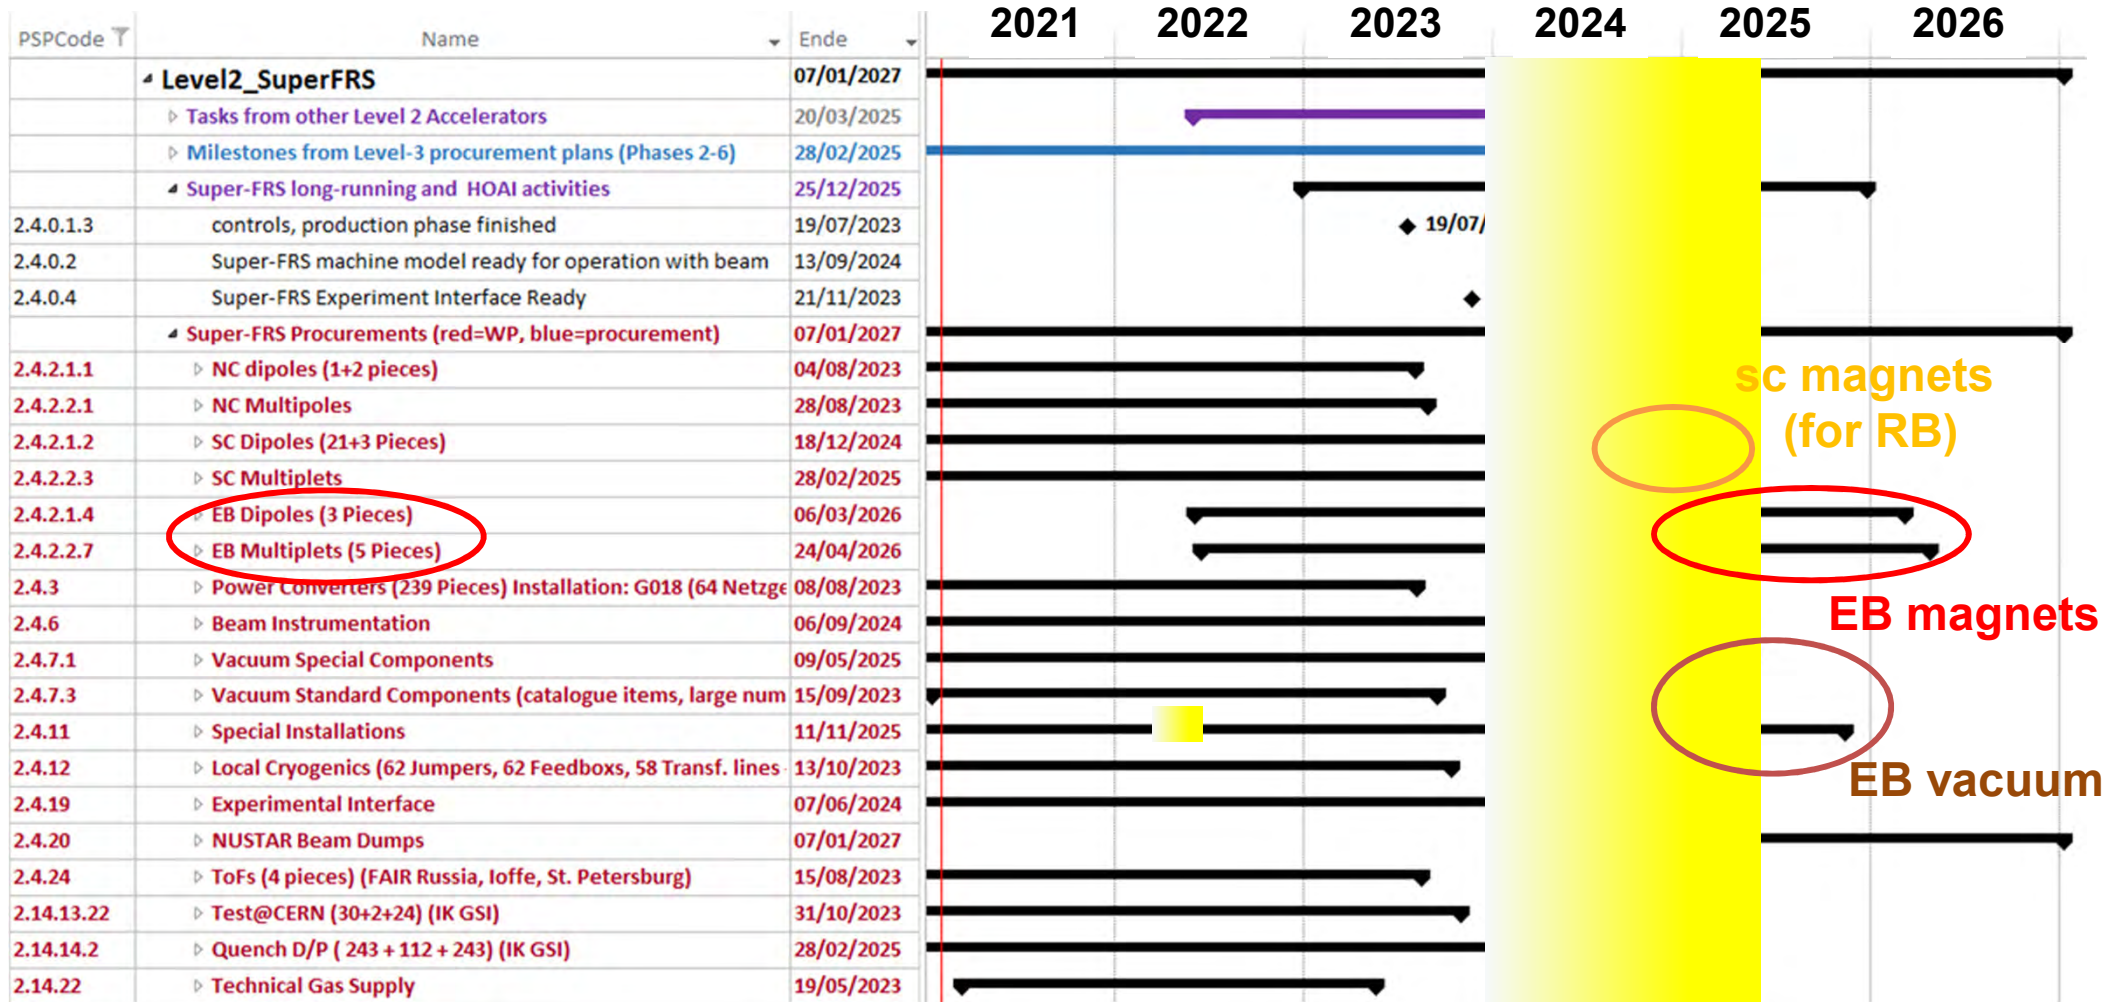 PSPCode Name Ende 2021 2022 2023 2024 2025 2026
Level2_SuperFRS 07/01/2027
Tasks from other Level 2 Accelerators 20/03/2025
Milestones from Level-3 procurement plans (Phases 2-6) 28/02/2025
Super-FRS long-running and HOAI activities 25/12/2025
2.4.0.1.3 controls, production phase finished 19/07/2023 19/07/
2.4.0.2 Super-FRS machine model ready for operation with beam 13/09/2024
2.4.0.4 Super-FRS Experiment Interface Ready 21/11/2023
Super-FRS Procurements (red=WP, blue=procurement) 07/01/2027
2.4.2.1.1 NC dipoles (1+2 pieces) 04/08/2023
sc magnets
2.4.2.2.1 NC Multipoles 28/08/2023
(for RB)
2.4.2.1.2 SC Dipoles (21+3 Pieces) 18/12/2024
2.4.2.2.3 SC Multiplets 28/02/2025
2.4.2.1.4 EB Dipoles (3 Pieces) 06/03/2026
2.4.2.2.7 EB Multiplets (5 Pieces) 24/04/2026
2.4.3 Power Converters (239 Pieces) Installation: G018 (64 Netzge 08/08/2023
EB magnets
2.4.6 Beam Instrumentation 06/09/2024
2.4.7.1 Vacuum Special Components 09/05/2025
2.4.7.3 Vacuum Standard Components (catalogue items, large num 15/09/2023
2.4.11 Special Installations 11/11/2025
2.4.12 Local Cryogenics (62 Jumpers, 62 Feedboxs, 58 Transf. lines 13/10/2023
EB vacuum
2.4.19 Experimental Interface 07/06/2024
2.4.20 NUSTAR Beam Dumps 07/01/2027
2.4.24 ToFs (4 pieces) (FAIR Russia, Ioffe, St. Petersburg) 15/08/2023
2.14.13.22 Test@CERN (30+2+24) (IK GSI) 31/10/2023
2.14.14.2 Quench D/P ( 243 + 112 + 243) (IK GSI) 28/02/2025
2.14.22 Technical Gas Supply 19/05/2023